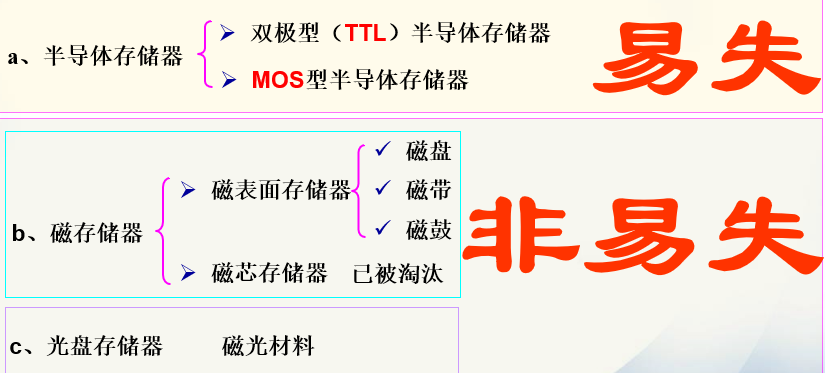 a、半导体存储器
双极型（TTL）半导体存储器
MOS型半导体存储器
易失
b、磁存储器
磁表面存储器
磁盘
磁带
磁鼓
磁芯存储器 已被淘汰
非易失
c、光盘存储器 磁光材料